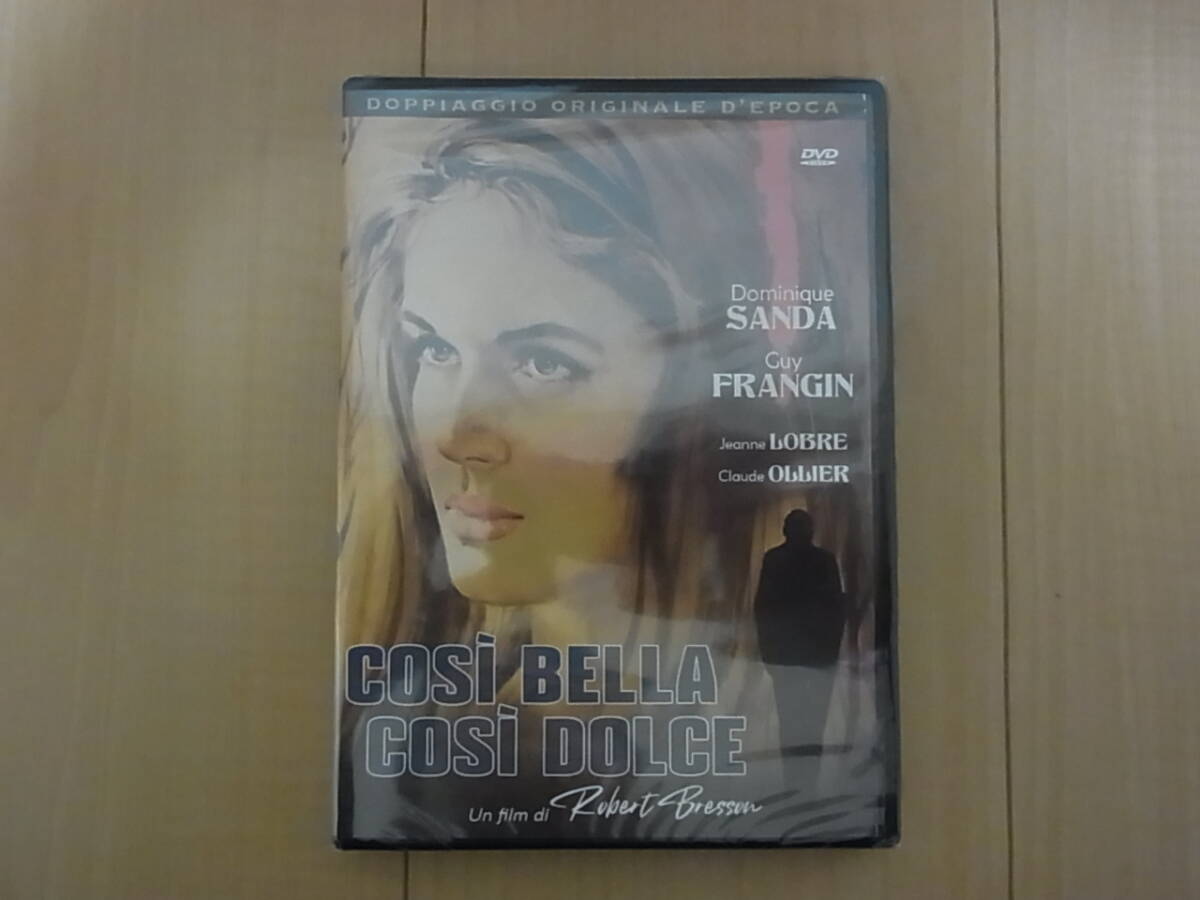 DOPPIAGGIO ORIGINALE D'EPOCA
DVD
VIDEO
Dominique
SANDA
Guy
FRANGIN
Jeanne LOBRE
Claude OLLIER
COSÌ BELLA
COSÌ DOLCE
Un film di Robert Bresson